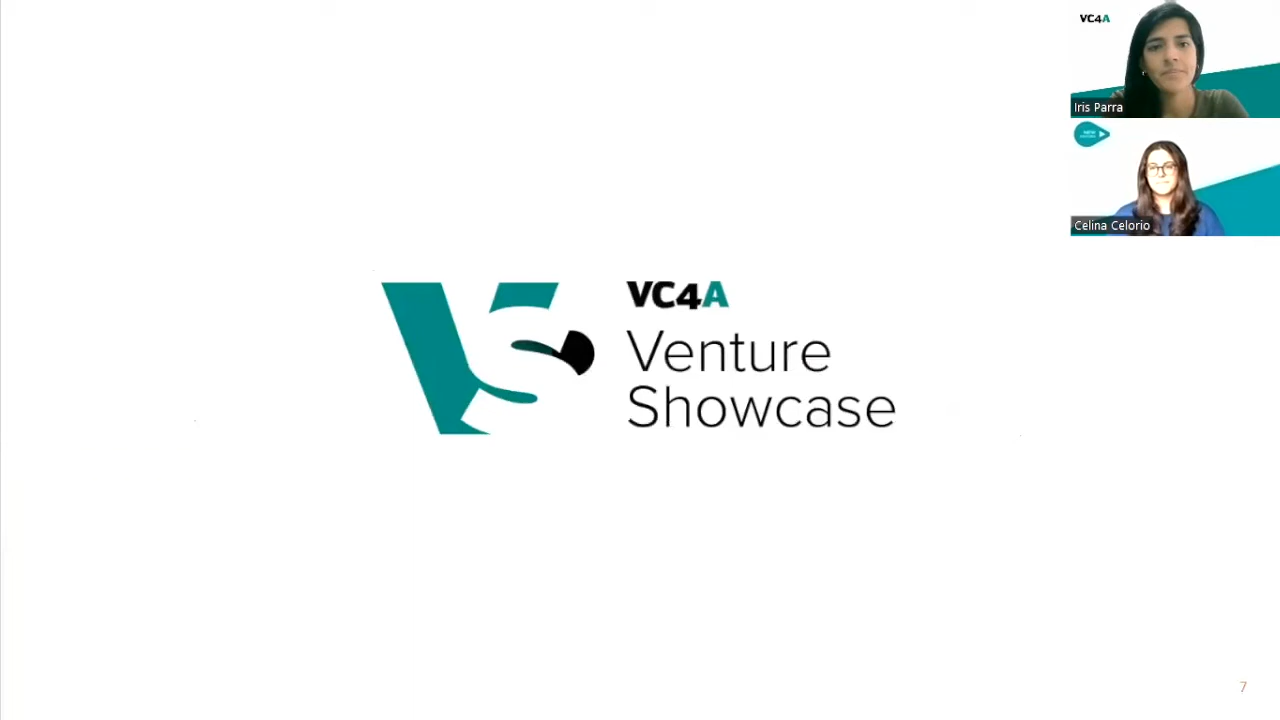 VC4A
Iris Parra
Celina Celorio
VC4A
Venture
Showcase
7